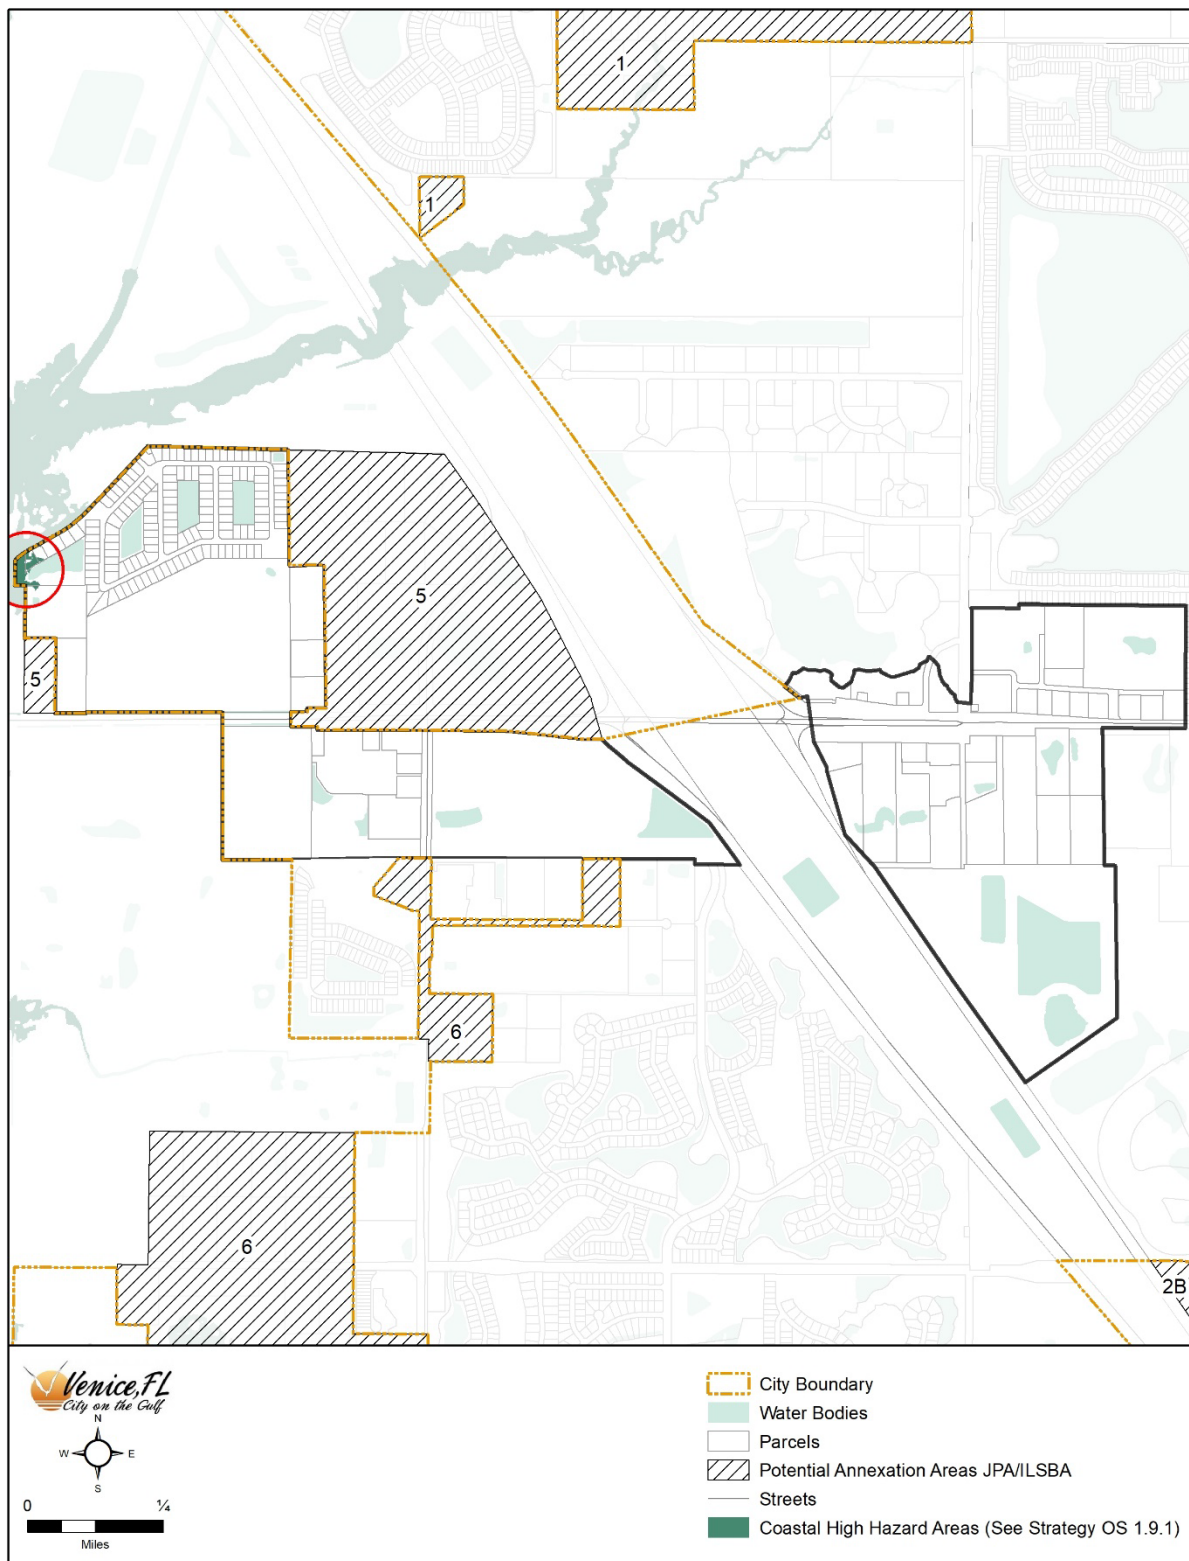 1
1
5
5
6
6
2B
Venice, FL
City on the Gulf
N
W E
S
0 ¼
Miles
City Boundary
Water Bodies
Parcels
Potential Annexation Areas JPA/ILSBA
Streets
Coastal High Hazard Areas (See Strategy OS 1.9.1)